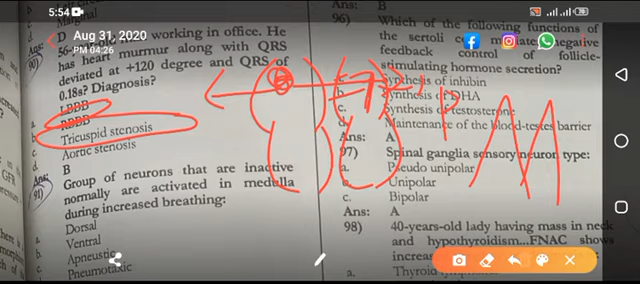 5:54
Aug 31, 2020
PM 04:26
Marginal
Ans: D
90) 56- working in office. He
has heart murmur along with QRS
deviated at +120 degree and QRS of
0.18s? Diagnosis?
a. LBBB
b. RBBB
c. Tricuspid stenosis
d. Aortic stenosis
Ans: B
91) Group of neurons that are inactive
normally are activated in medulla
during increased breathing:
a. Dorsal
b. Ventral
c. Apneustic
d. Pneumotaxic
Ans: B
96) Which of the following functions of
the sertoli negative
feedback control of follicle-
stimulating hormone secretion?
Synthesis of inhibin
b. Synthesis of DHA
c. Synthesis of testosterone
d. Maintenance of the blood-testes barrier
Ans: A
97) Spinal ganglia sensory neuron type:
a. Pseudo unipolar
b. Unipolar
c. Bipolar
Ans: A
98) 40-years-old lady having mass in neck
and hypothyroidism...FNAC shows
a. Thyroid